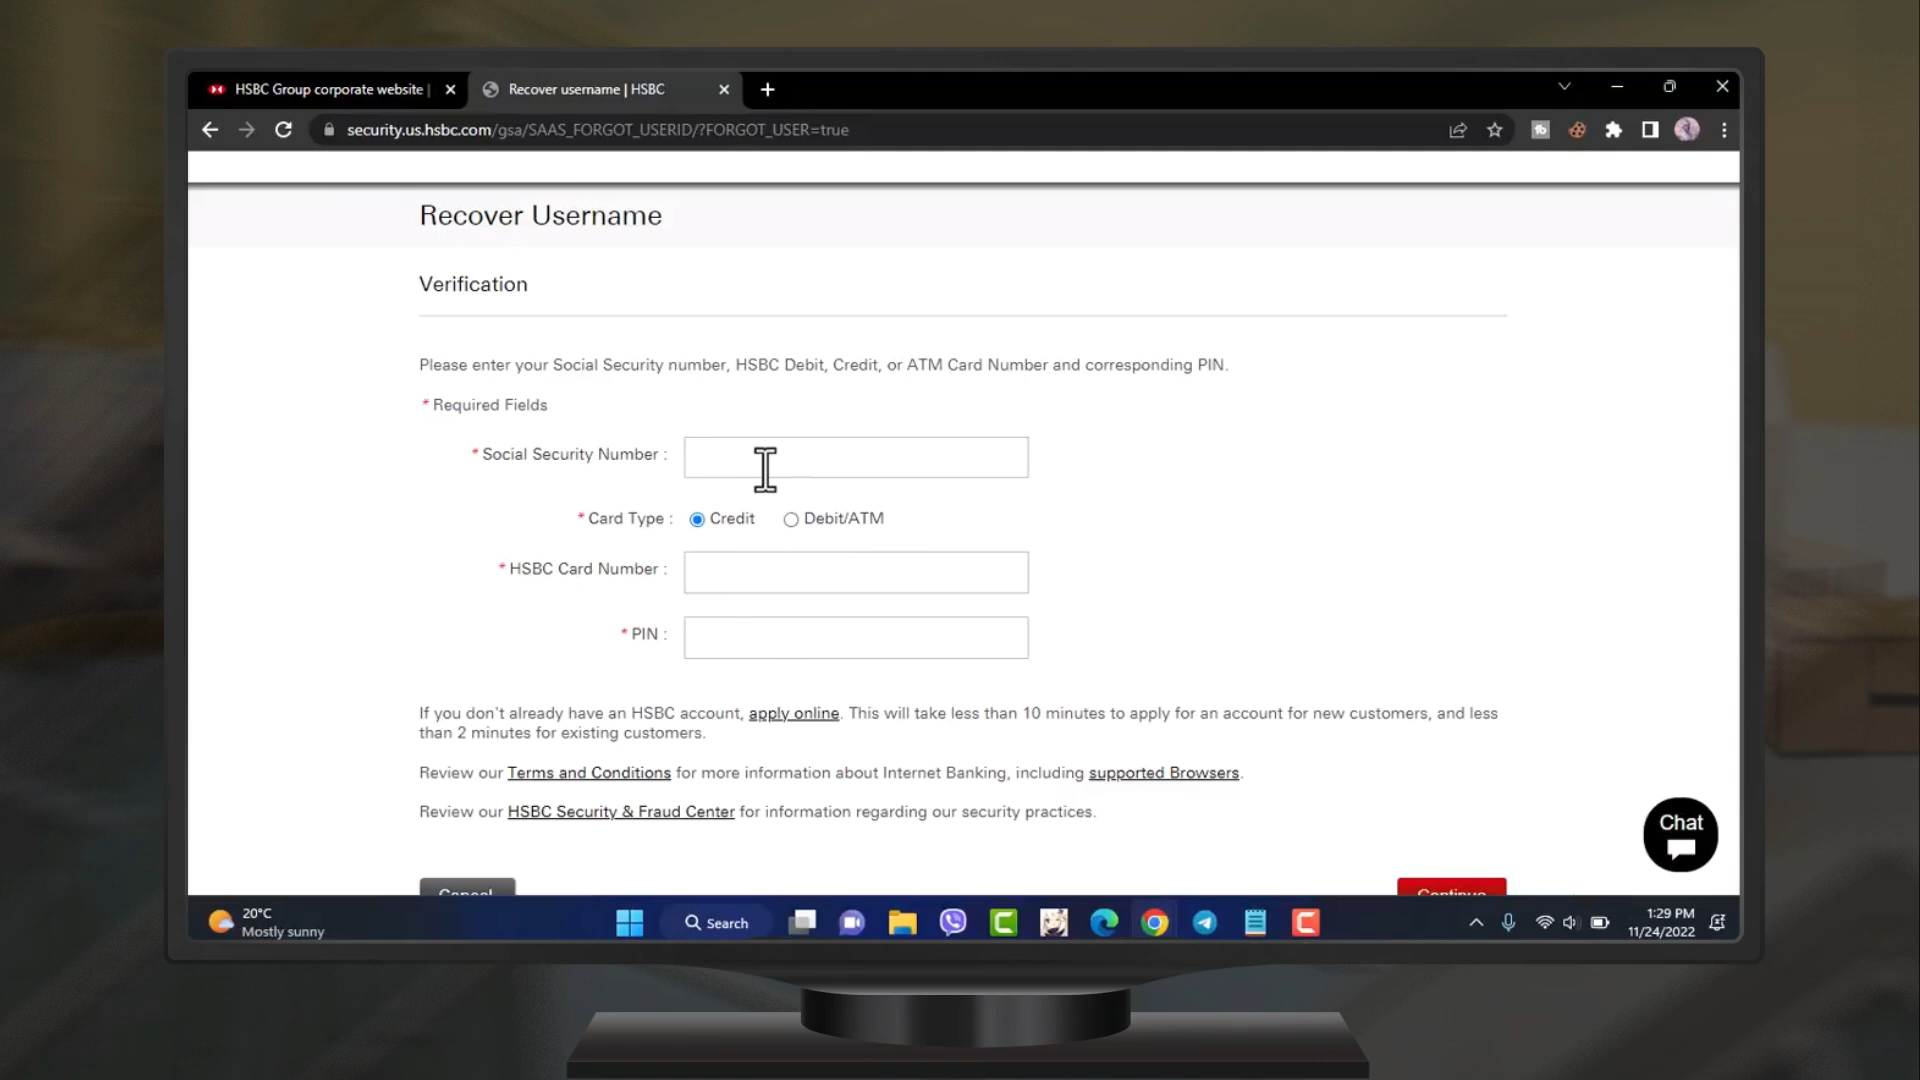 HSBC Group corporate website |
Recover username | HSBC
security.us.hsbc.com/gsa/SAAS_FORGOT_USERID/?FORGOT_USER=true
Recover Username
Verification
Please enter your Social Security number, HSBC Debit, Credit, or ATM Card Number and corresponding PIN.
* Required Fields
* Social Security Number :
* Card Type : Credit Debit/ATM
* HSBC Card Number :
* PIN :
If you don't already have an HSBC account, apply online. This will take less than 10 minutes to apply for an account for new customers, and less
than 2 minutes for existing customers.
Review our Terms and Conditions for more information about Internet Banking, including supported Browsers.
Review our HSBC Security & Fraud Center for information regarding our security practices.
Chat
Cancel Continue
20°C
Mostly sunny
Search
1:29 PM
11/24/2022